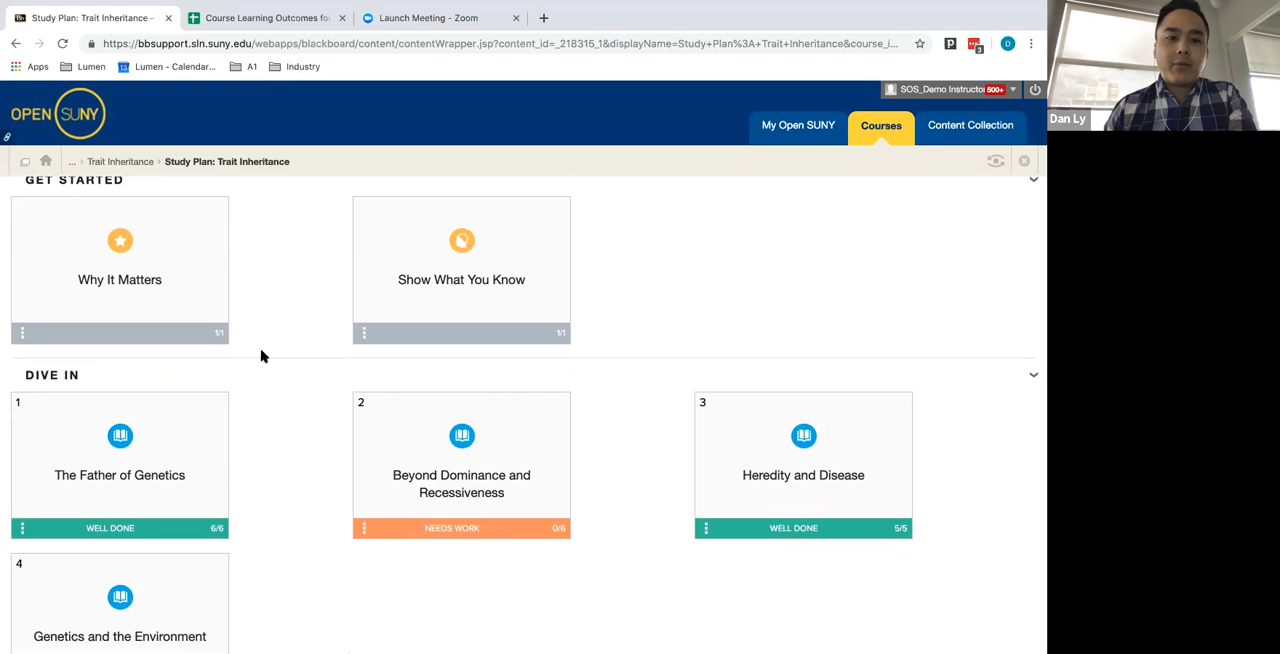 Study Plan: Trait Inheritance –
Course Learning Outcomes fo
Launch Meeting - Zoom
https://bbsupport.sln.suny.edu/webapps/blackboard/content/contentWrapper.jsp?content_id=_218315_1&displayName=Study+Plan%3A+Trait+Inheritance&course_i...
P
3
D
Apps
Lumen
Lumen - Calendar...
A1
Industry
OPEN SUNY
SOS_Demo Instructor
500+
My Open SUNY
Courses
Content Collection
... Trait Inheritance > Study Plan: Trait Inheritance
GET STARTED
Why It Matters
1/1
Show What You Know
1/1
DIVE IN
1
The Father of Genetics
WELL DONE 6/6
2
Beyond Dominance and
Recessiveness
NEEDS WORK 0/6
3
Heredity and Disease
WELL DONE 5/5
4
Genetics and the Environment
Dan Ly